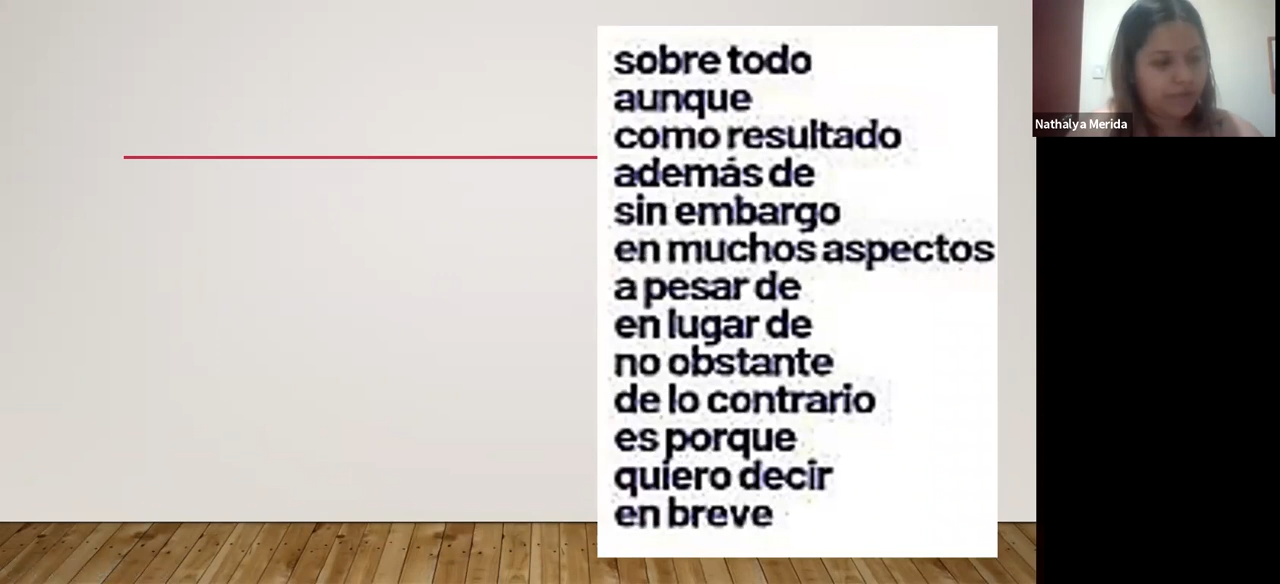 sobre todo
aunque
como resultado
además de
sin embargo
en muchos aspectos
a pesar de
en lugar de
no obstante
de lo contrario
es porque
quiero decir
en breve
Nathalya Merida